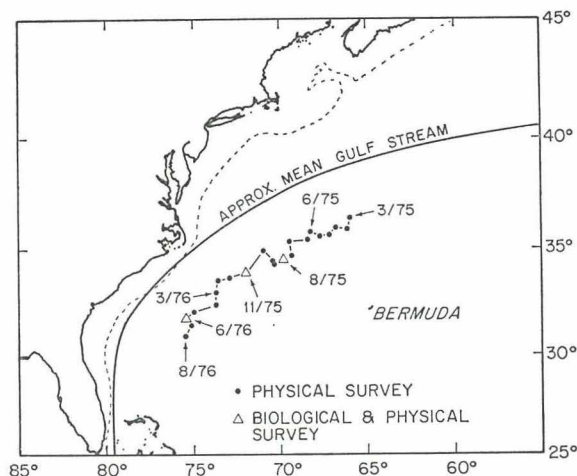 45°
40°
APPROX. MEAN GULF STREAM
6/75
3/75
35°
8/75
3/76
11/75
BERMUDA
6/76
8/76
30°
• PHYSICAL SURVEY
△ BIOLOGICAL & PHYSICAL
SURVEY
25°
85° 80° 75° 70° 65° 60°